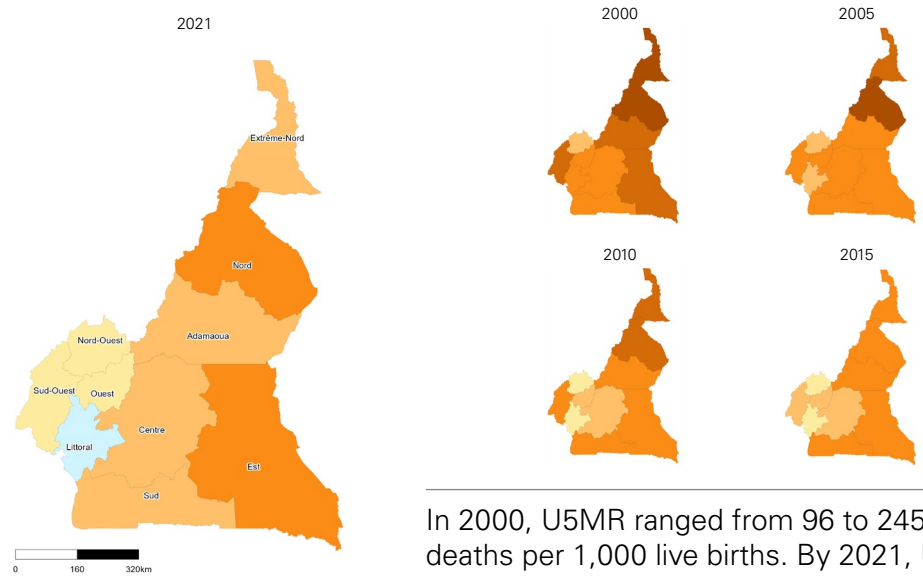 2021
Extrême-Nord
Nord
Adamaoua
Nord-Ouest
Sud-Ouest
Ouest
Centre
Littoral
Est
Sud
0 160 320km
2000
2005
2010
2015
In 2000, U5MR ranged from 96 to 245
deaths per 1,000 live births. By 2021,